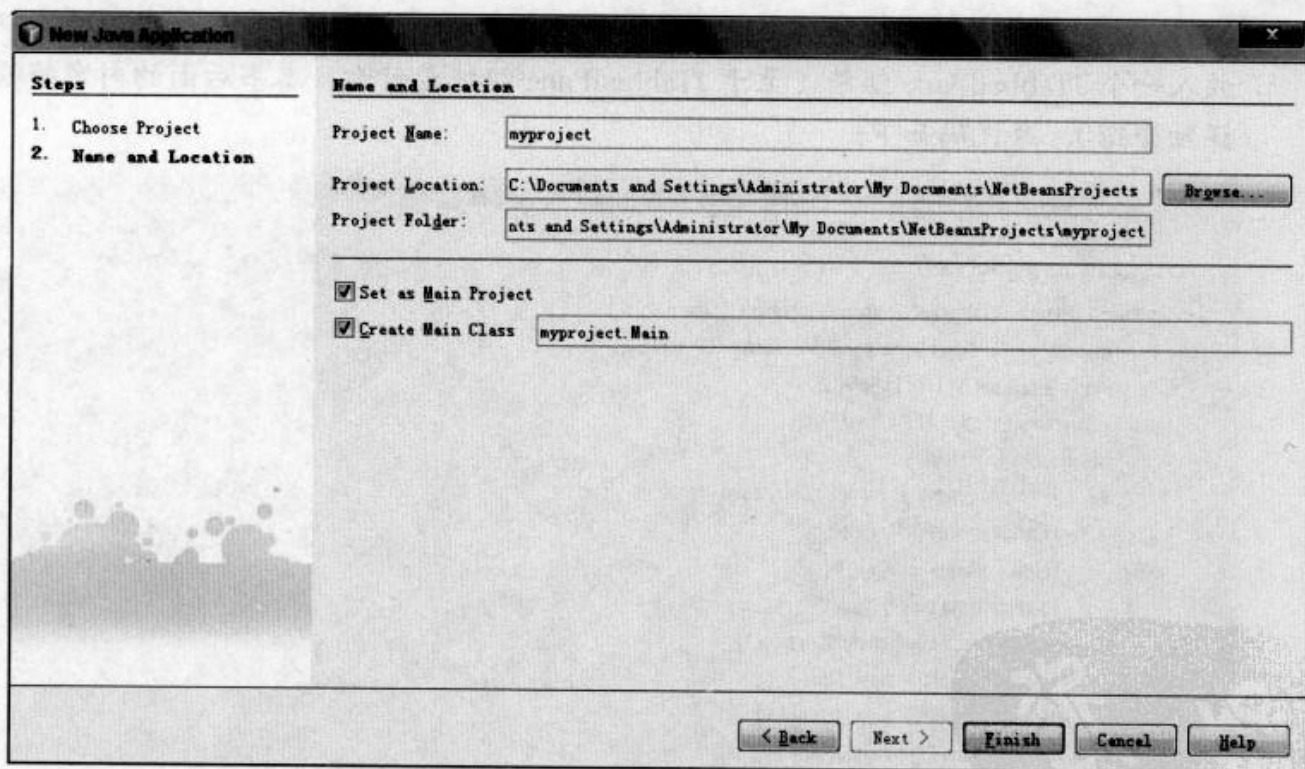 New Java Application
Steps
1. Choose Project
2. Name and Location
Name and Location
Project Name: myproject
Project Location: C:\Documents and Settings\Administrator\My Documents\NetBeansProjects Browse...
Project Folder: nts and Settings\Administrator\My Documents\NetBeansProjects\myproject
Set as Main Project
Create Main Class myproject.Main
< Back Next > Finish Cancel Help